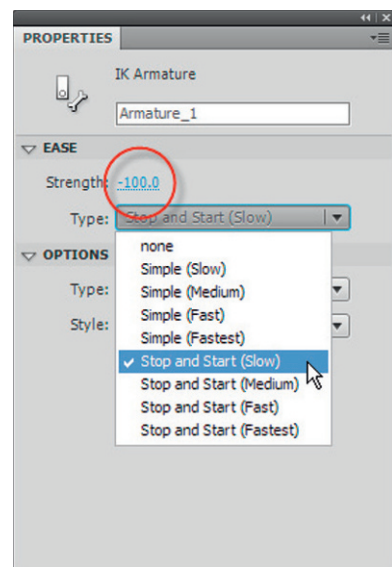 PROPERTIES
IK Armature
Armature_1
EASE
Strength: -100.0
Type: Stop and Start (Slow)
none
Simple (Slow)
Simple (Medium)
Simple (Fast)
Simple (Fastest)
Stop and Start (Slow)
Stop and Start (Medium)
Stop and Start (Fast)
Stop and Start (Fastest)
OPTIONS
Type:
Style: